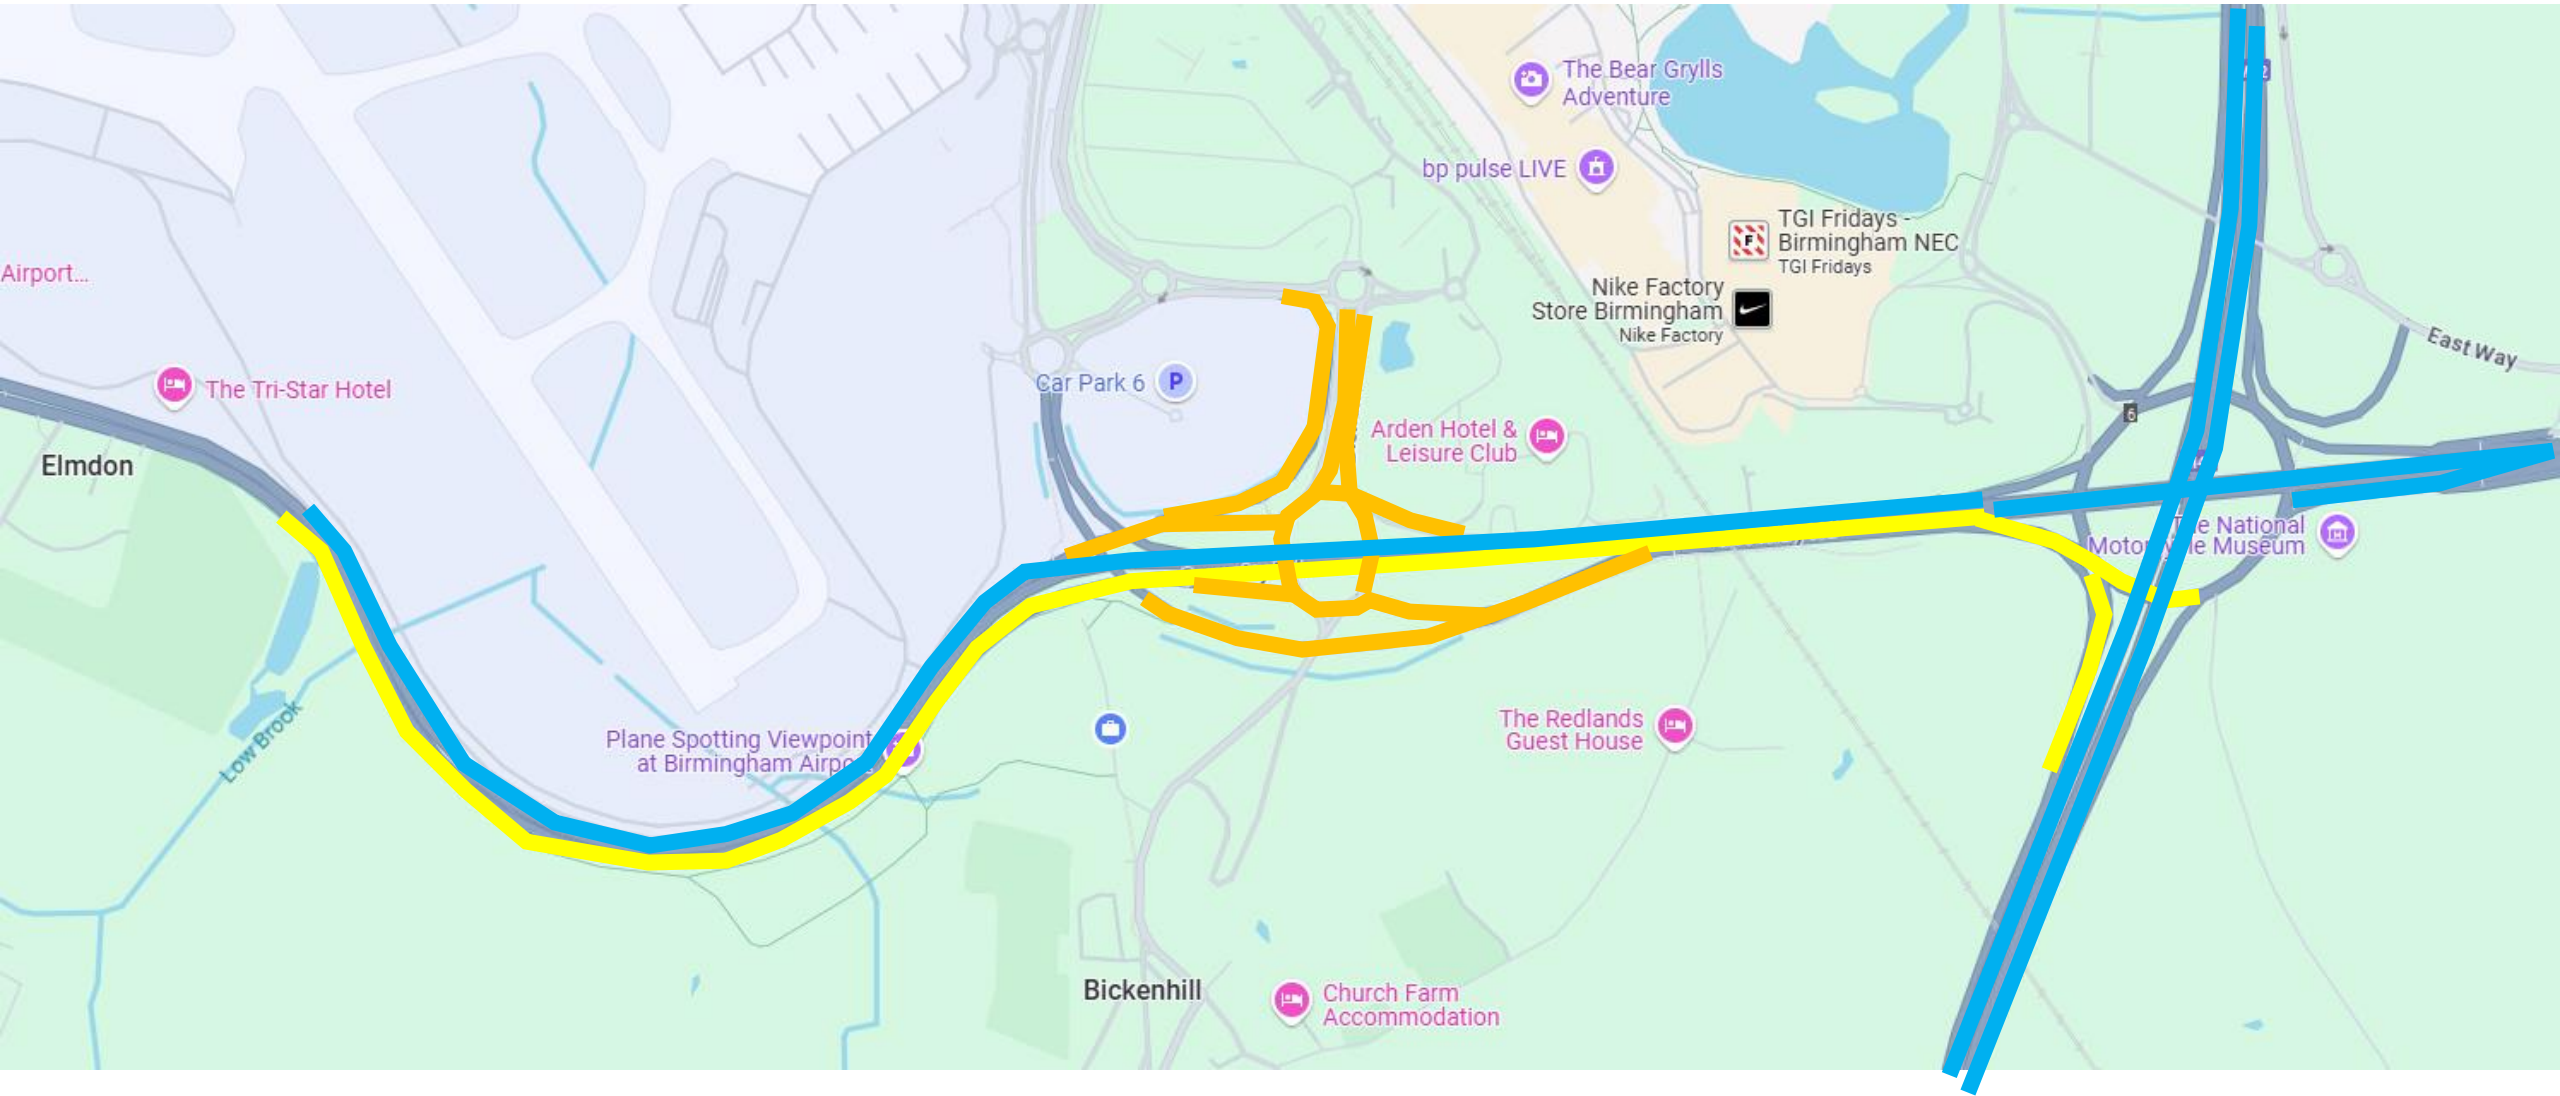 The Bear Grylls
Adventure
bp pulse LIVE
TGI Fridays -
Birmingham NEC
TGI Fridays
F
Airport...
Nike Factory
Store Birmingham
Nike Factory
East Way
The Tri-Star Hotel
Car Park 6
P
6
Arden Hotel &
Leisure Club
Elmdon
The National
Museum
Low Brook
Plane Spotting Viewpoint
at Birmingham Airport
The Redlands
Guest House
Bickenhill
Church Farm
Accommodation